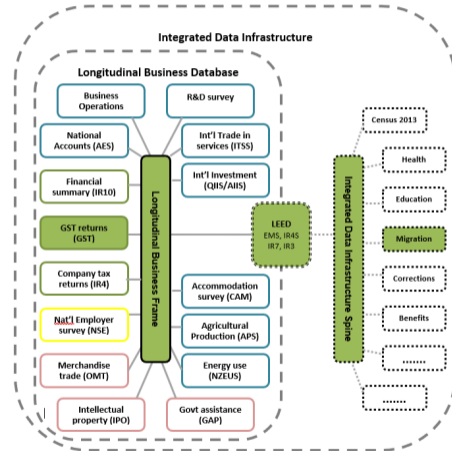 Integrated Data Infrastructure
Longitudinal Business Database
Business
Operations
R&D survey
National
Accounts (AES)
Int'l Trade in
services (ITSS)
Financial
summary (IR10)
Int'l Investment
(QIIS/AIIS)
GST returns
(GST)
Company tax
returns (IR4)
Nat'l Employer
survey (NSE)
Merchandise
trade (OMT)
Intellectual
property (IPO)
Longitudinal Business Frame
Accommodation
survey (CAM)
Agricultural
Production (APS)
Energy use
(NZEUS)
Govt assistance
(GAP)
LEED
EMS, IR4S
IR7, IR3
Integrated Data Infrastructure Spine
Census 2013
Health
Education
Migration
Corrections
Benefits
.......
.......